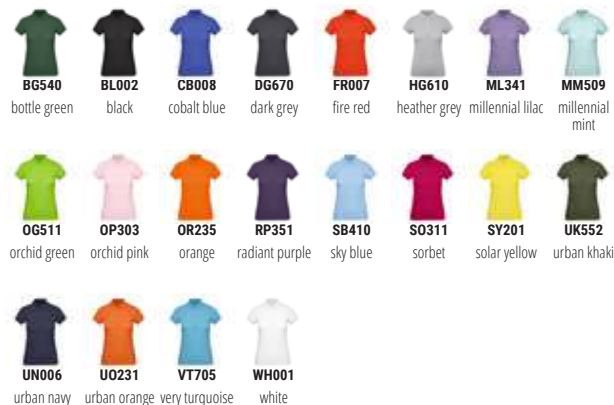 BG540 BL002 CB008 DG670 FR007 HG610 ML341 MM509
bottle green black cobalt blue dark grey fire red heather grey millennial lilac millennial
mint
OG511 OP303 OR235 RP351 SB410 SO311 SY201 UK552
orchid green orchid pink orange radiant purple sky blue sorbet solar yellow urban khaki
UN006 UO231 VT705 WH001
urban navy urban orange very turquoise white